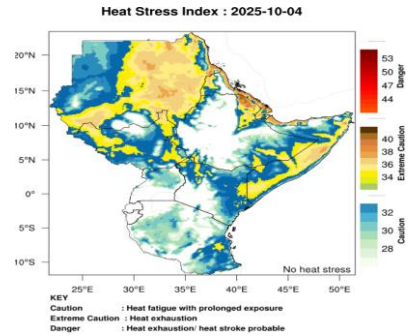 Heat Stress Index : 2025-10-04
20°N
15°N
10°N
5°N
0°
5°S
10°S
25°E
30°E
35°E
40°E
45°E
50°E
No heat stress
53
50
47
44
Danger
42
40
38
36
34
Extreme Caution
32
30
28
Caution
KEY
Caution : Heat fatigue with prolonged exposure
Extreme Caution : Heat exhaustion
Danger : Heat exhaustion/ heat stroke probable